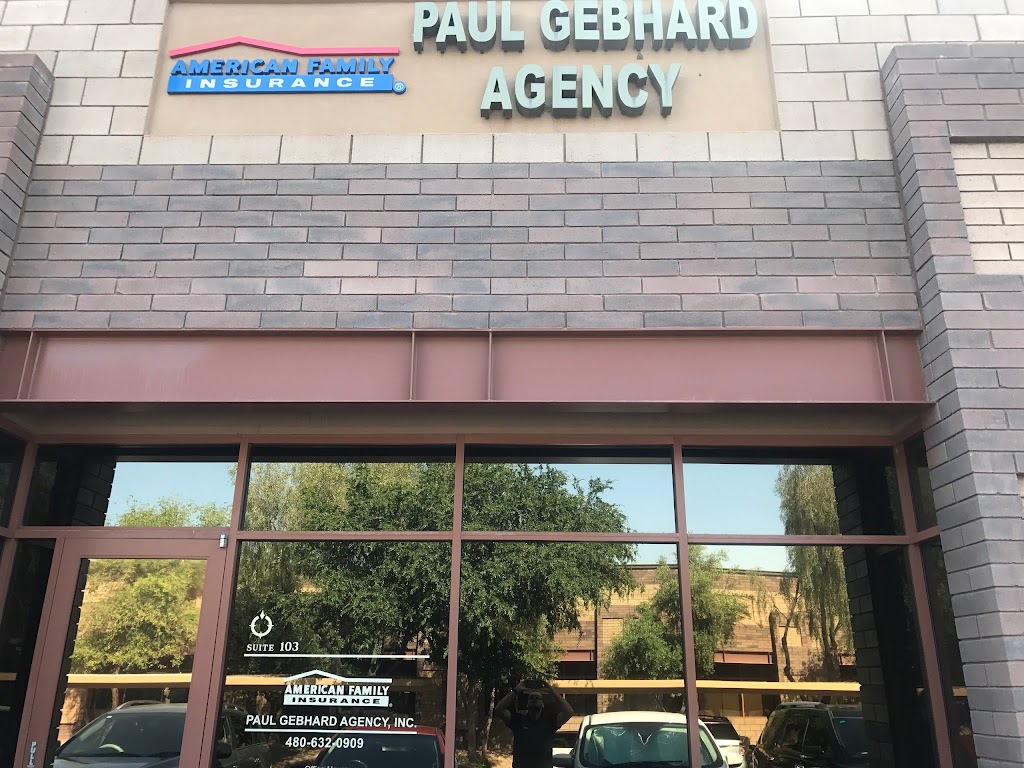 PAUL GEBHARD
AGENCY
AMERICAN FAMILY
INSURANCE ®
SUITE 103
AMERICAN FAMILY
INSURANCE
PAUL GEBHARD AGENCY, INC.
480-632-0909